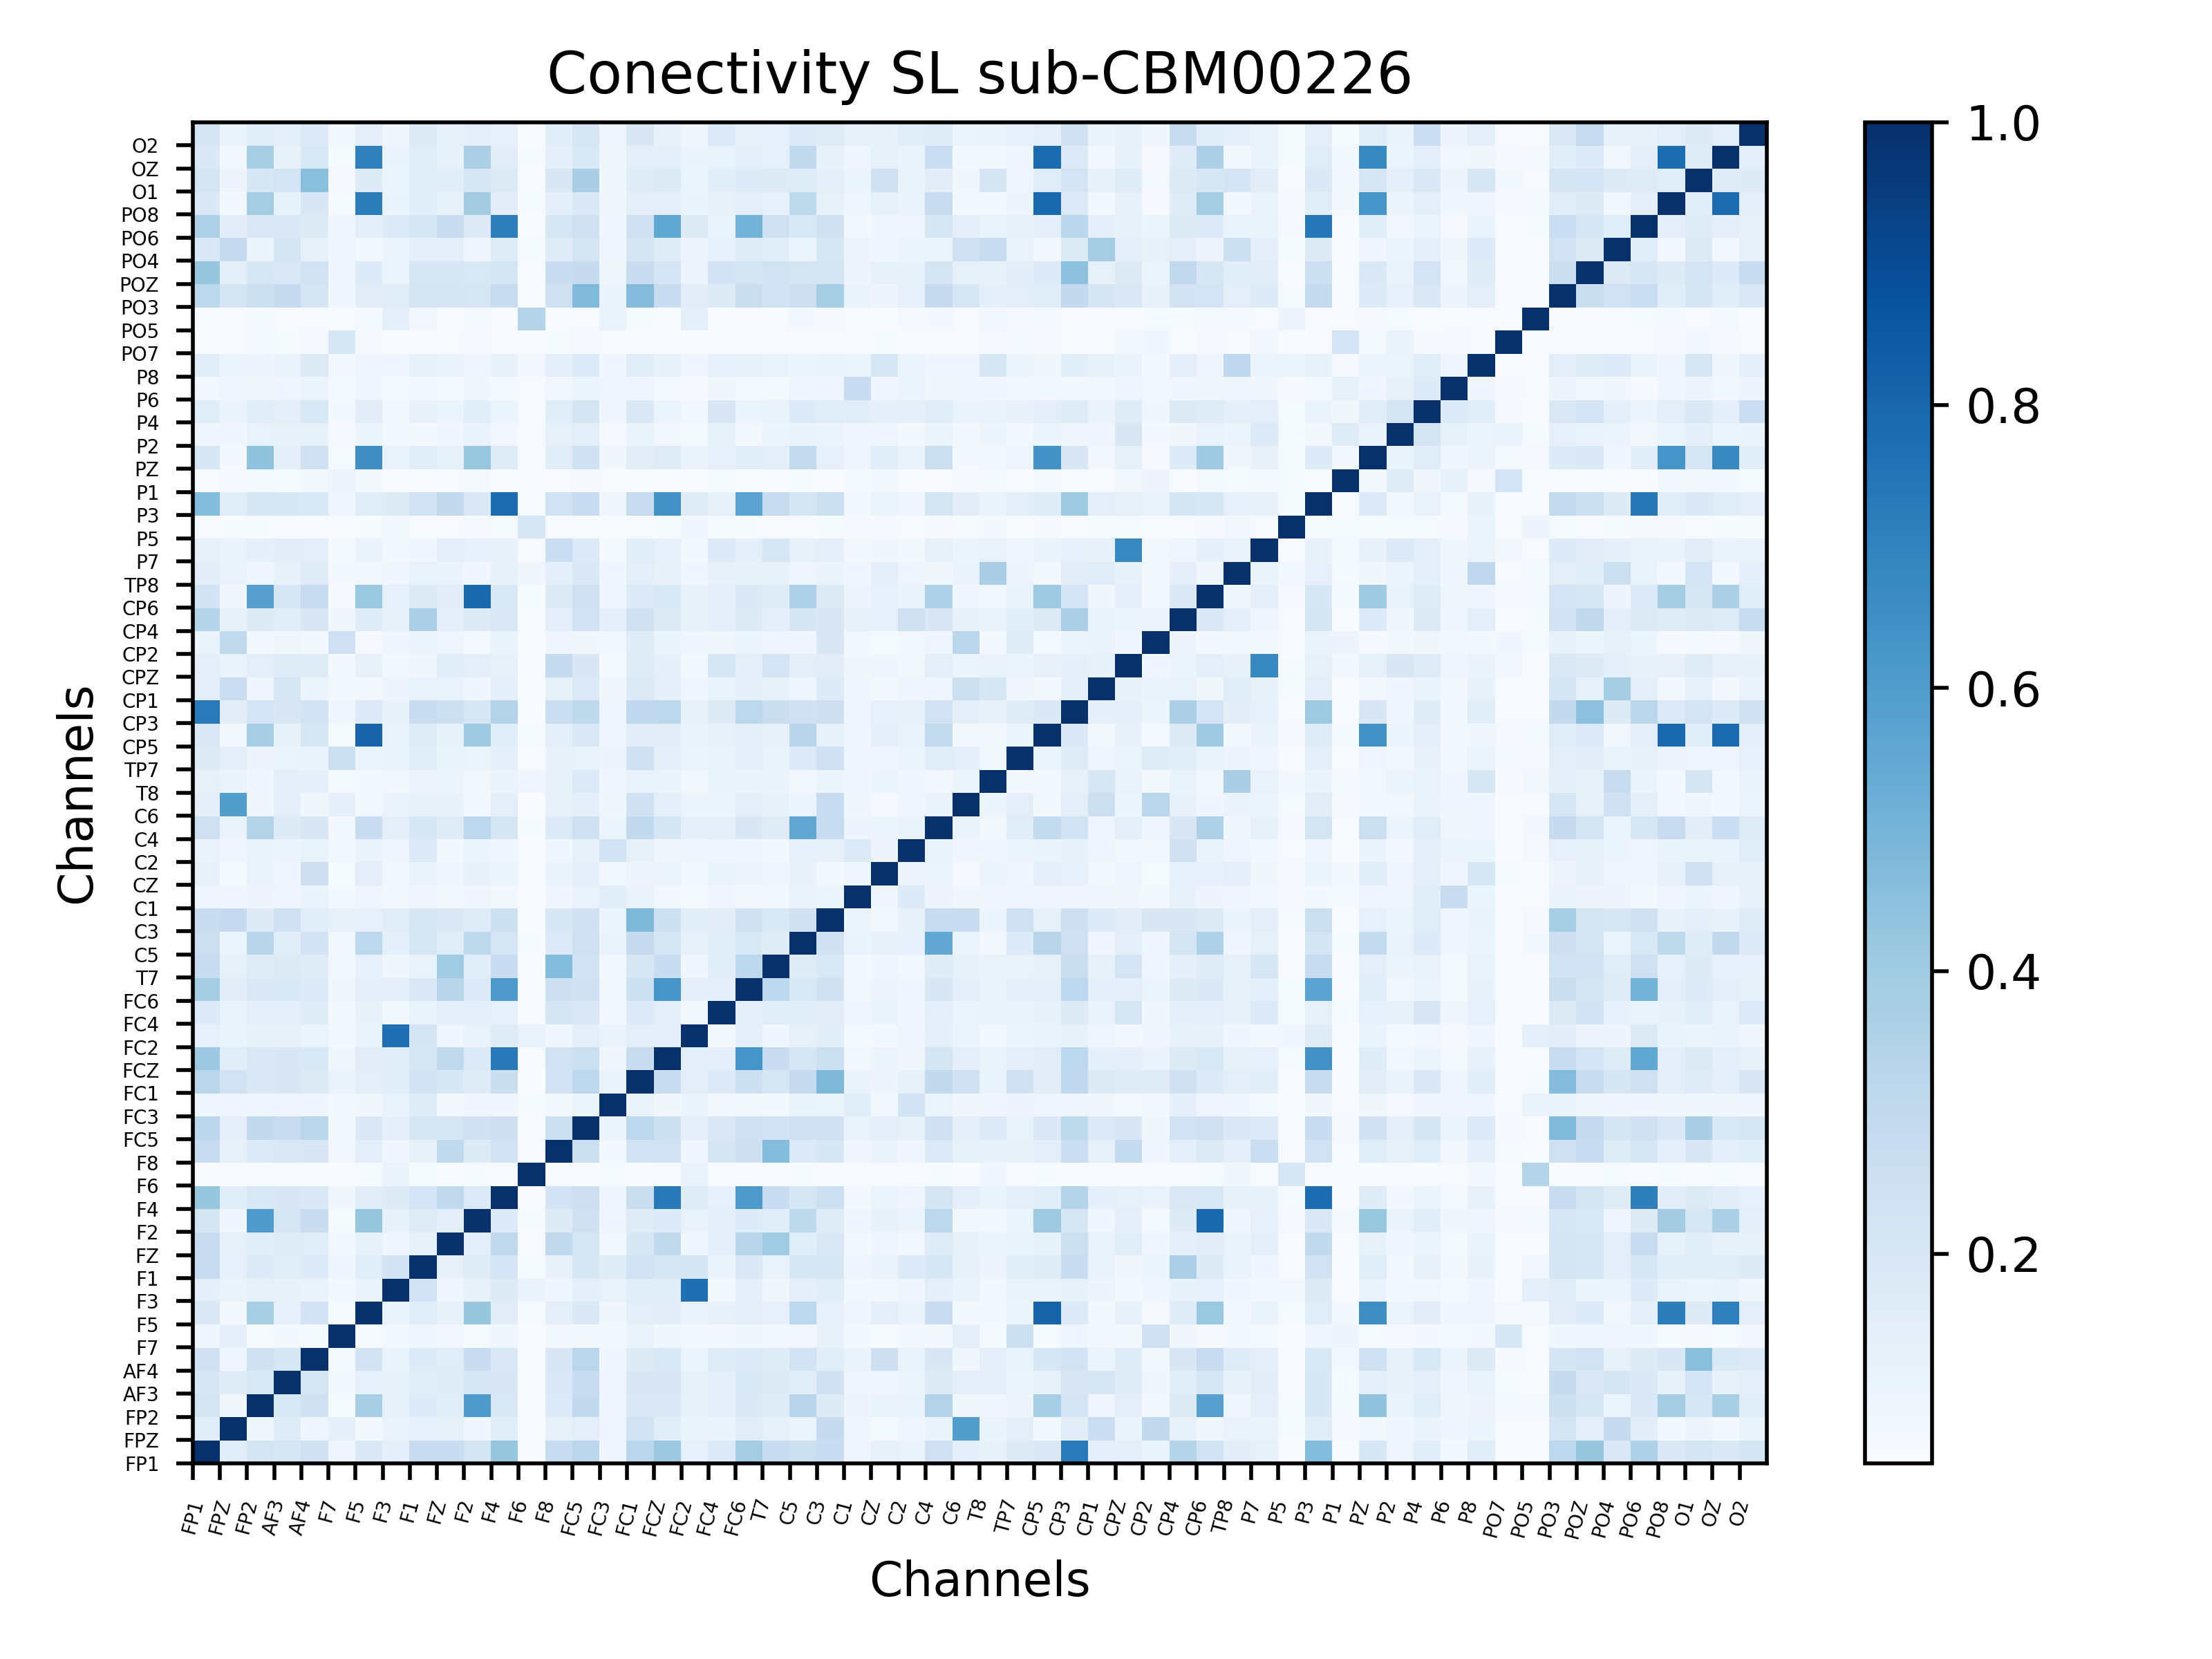 Conectivity SL sub-CBM00226
1.0
0.8
0.6
0.4
0.2
Channels
O2
OZ
O1
PO8
PO6
PO4
POZ
PO3
PO5
PO7
P8
P6
P4
P2
PZ
P1
P3
P5
P7
TP8
CP6
CP4
CP2
CPZ
CP1
CP3
CP5
TP7
T8
C6
C4
C2
CZ
C1
C3
C5
T7
FC6
FC4
FC2
FCZ
FC1
FC3
FC5
F8
F6
F4
F2
FZ
F1
F3
F5
F7
AF4
AF3
FP2
FPZ
FP1
FP1 FPZ FP2 AF3 AF4 F7 F5 F3 F1 FZ F2 F4 F6 F8 FC5 FC3 FC1 FCZ FC2 FC4 FC6 T7 C5 C3 C1 CZ C2 C4 C6 T8 TP7 CP5 CP3 CP1 CPZ CP2 CP4 CP6 TP8 P7 P5 P3 P1 PZ P2 P4 P6 P8 PO7 PO5 PO3 POZ PO4 PO6 PO8 O1 OZ O2
Channels